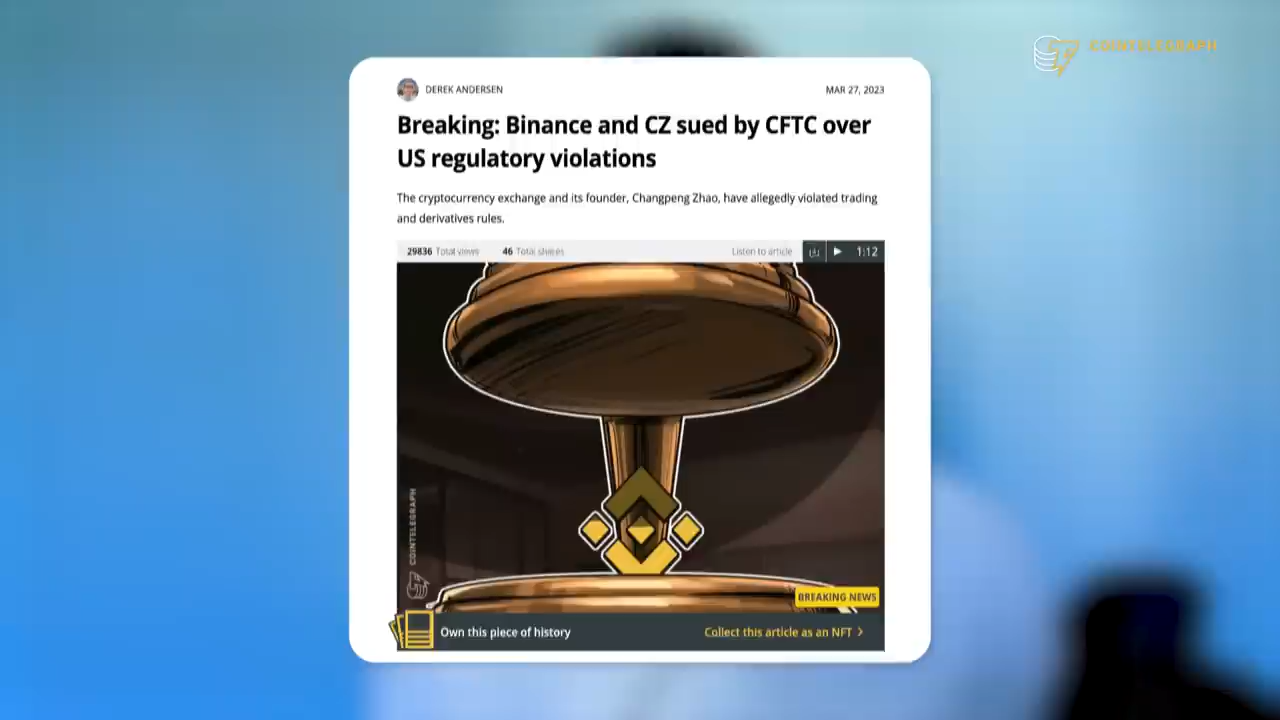 COINTELEGRAPH
DEREK ANDERSEN
MAR 27, 2023
Breaking: Binance and CZ sued by CFTC over
US regulatory violations
The cryptocurrency exchange and its founder, Changpeng Zhao, have allegedly violated trading
and derivatives rules.
29836 Total views 46 Total shares Listen to article 1:12
COINTELEGRAPH
BREAKING NEWS
Own this piece of history
Collect this article as an NFT